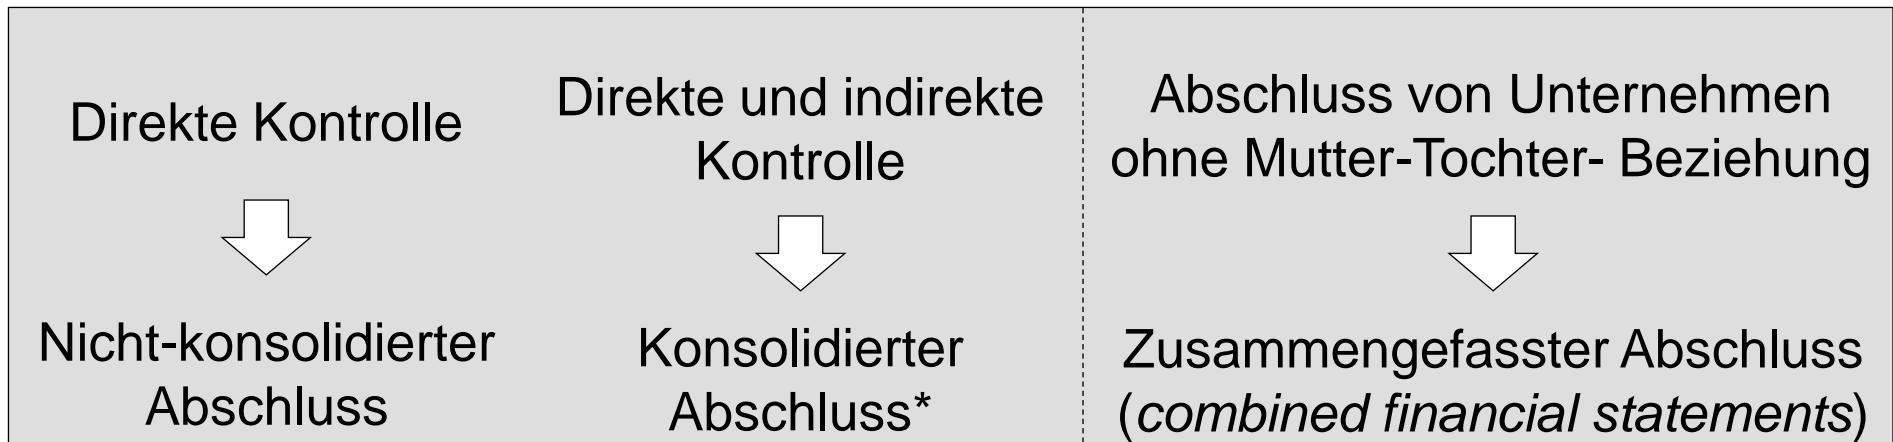 Direkte Kontrolle
Nicht-konsolidierter
Abschluss
Direkte und indirekte
Kontrolle
Konsolidierter
Abschluss*
Abschluss von Unternehmen
ohne Mutter-Tochter- Beziehung
Zusammengefasster Abschluss
(combined financial statements)